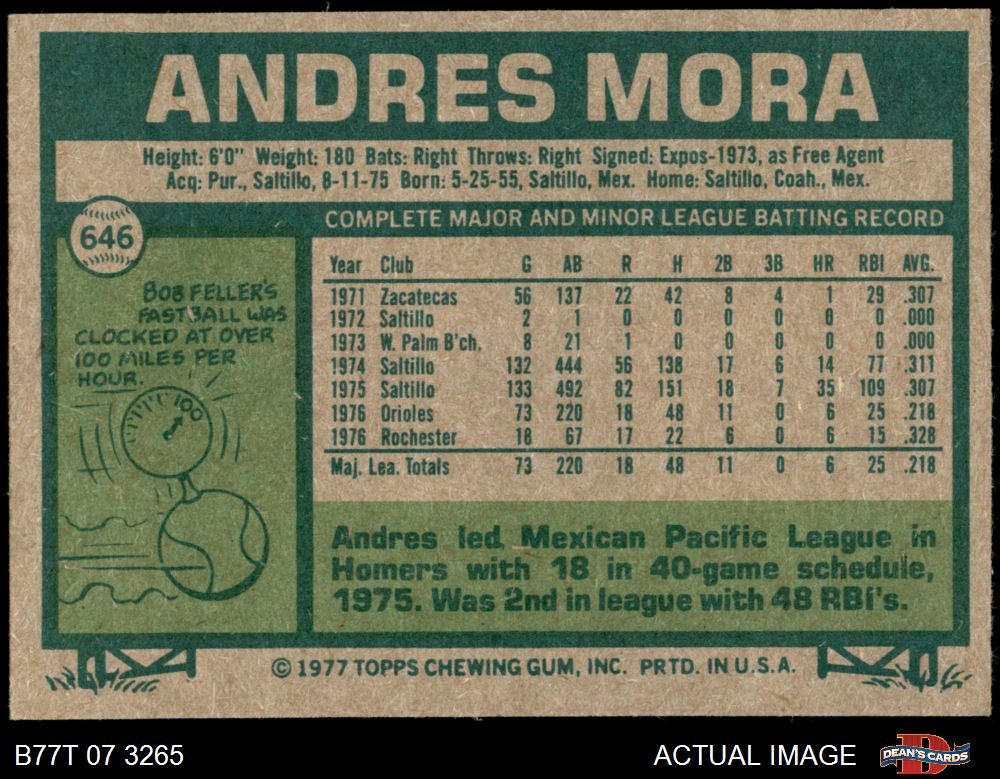 ANDRES MORA
Height: 6'0" Weight: 180 Bats: Right Throws: Right Signed: Expos-1973, as Free Agent
Acq: Pur., Saltillo, 8-11-75 Born: 5-25-55, Saltillo, Mex. Home: Saltillo, Coah., Mex.
646
BOB FELLER'S
FASTBALL WAS
CLOCKED AT OVER
100 MILES PER
HOUR.
100
COMPLETE MAJOR AND MINOR LEAGUE BATTING RECORD
Year Club G AB R H 2B 3B HR RBI AVG.
1971 Zacatecas 56 137 22 42 8 4 1 29 .307
1972 Saltillo 2 1 0 0 0 0 0 0 .000
1973 W. Palm B'ch. 8 21 1 0 0 0 0 0 .000
1974 Saltillo 132 444 56 138 17 6 14 77 .311
1975 Saltillo 133 492 82 151 18 7 35 109 .307
1976 Orioles 73 220 18 48 11 0 6 25 .218
1976 Rochester 18 67 17 22 6 0 6 15 .328
Maj. Lea. Totals 73 220 18 48 11 0 6 25 .218
Andres led Mexican Pacific League in
Homers with 18 in 40-game schedule,
1975. Was 2nd in league with 48 RBI's.
© 1977 TOPPS CHEWING GUM, INC. PRTD. IN U.S.A.
B77T 07 3265 ACTUAL IMAGE
D
DEAN'S CARDS